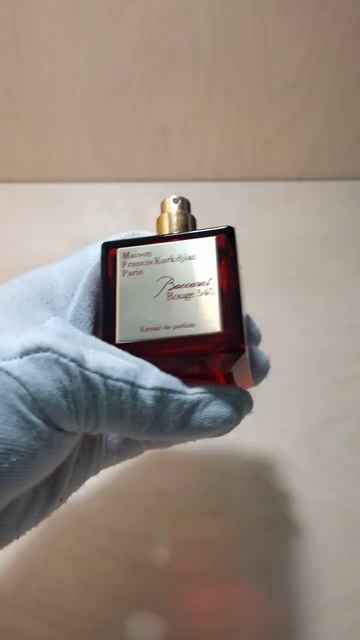 Maison
Francis Kurkdjian
Paris
Baccarat
Rouge 540
Extrait de parfum